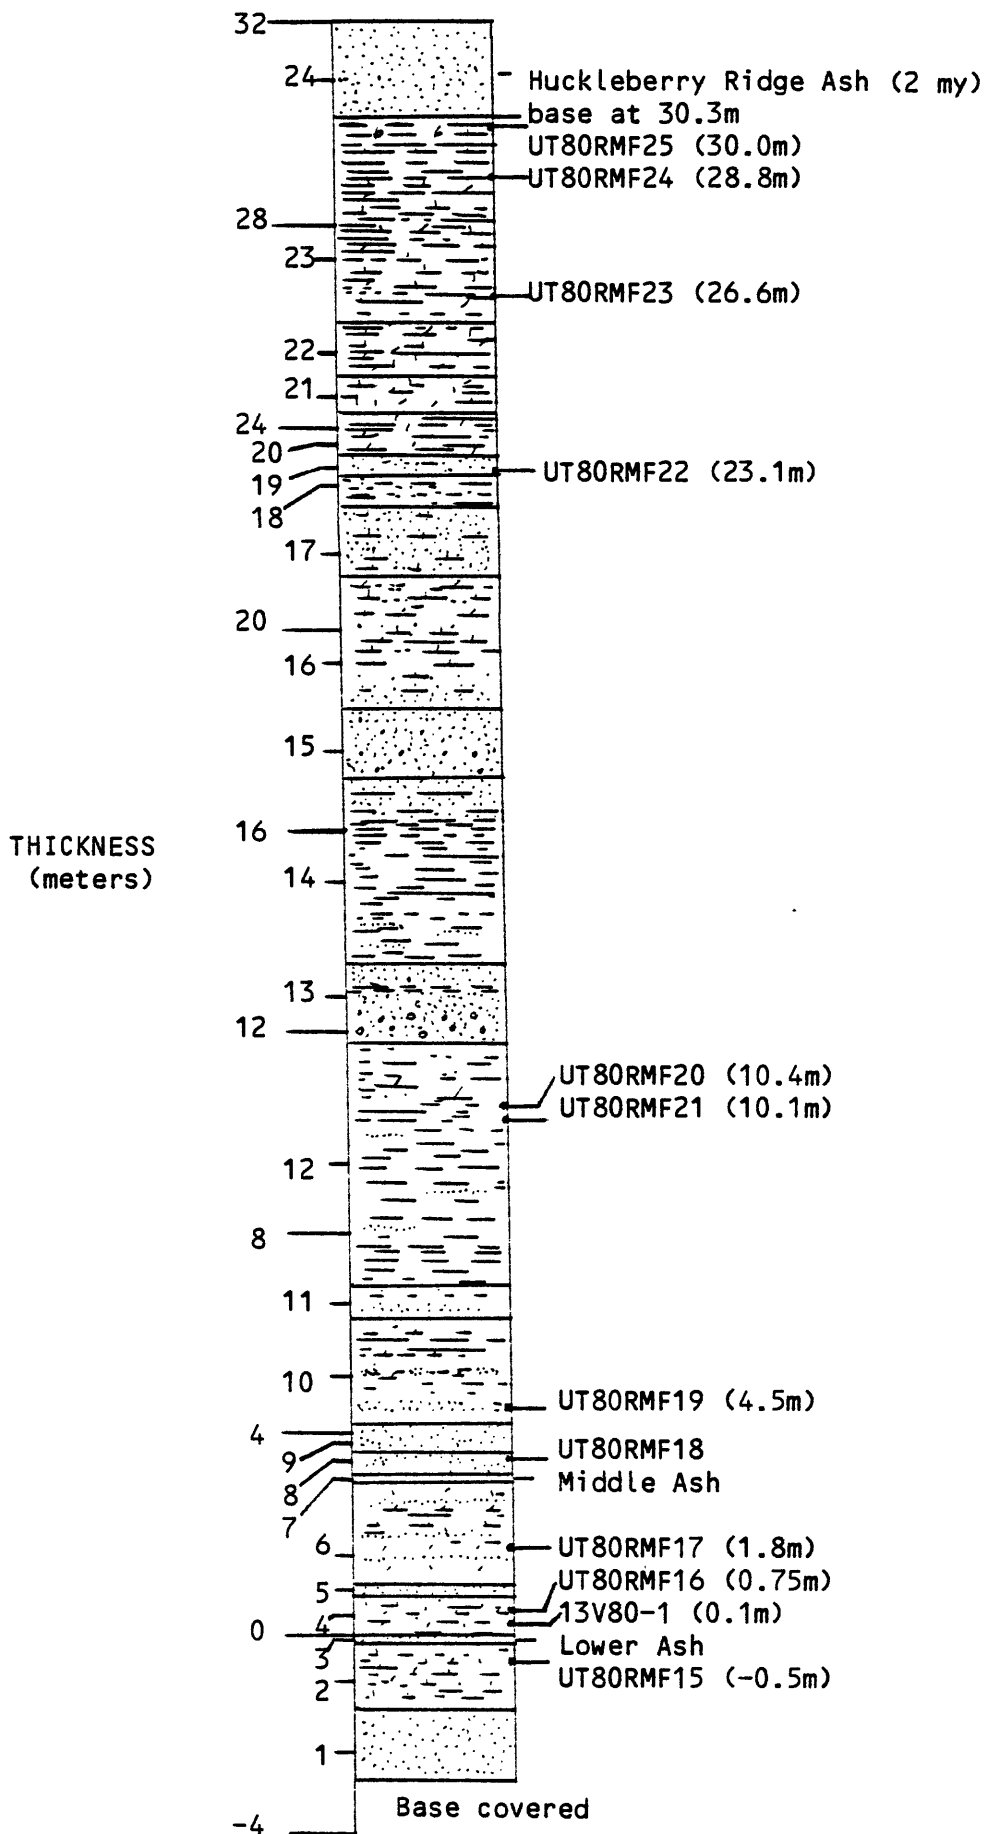 32
24
Huckleberry Ridge Ash (2 my)
base at 30.3m
UT80RMF25 (30.0m)
UT80RMF24 (28.8m)
28
23
UT80RMF23 (26.6m)
22
21
24
20
19
UT80RMF22 (23.1m)
18
17
20
16
15
16
THICKNESS
(meters)
14
13
12
UT80RMF20 (10.4m)
UT80RMF21 (10.1m)
12
8
11
10
UT80RMF19 (4.5m)
4
9
UT80RMF18
8
Middle Ash
7
6
UT80RMF17 (1.8m)
UT80RMF16 (0.75m)
5
13V80-1 (0.1m)
4
0
Lower Ash
3
UT80RMF15 (-0.5m)
2
1
Base covered
-4